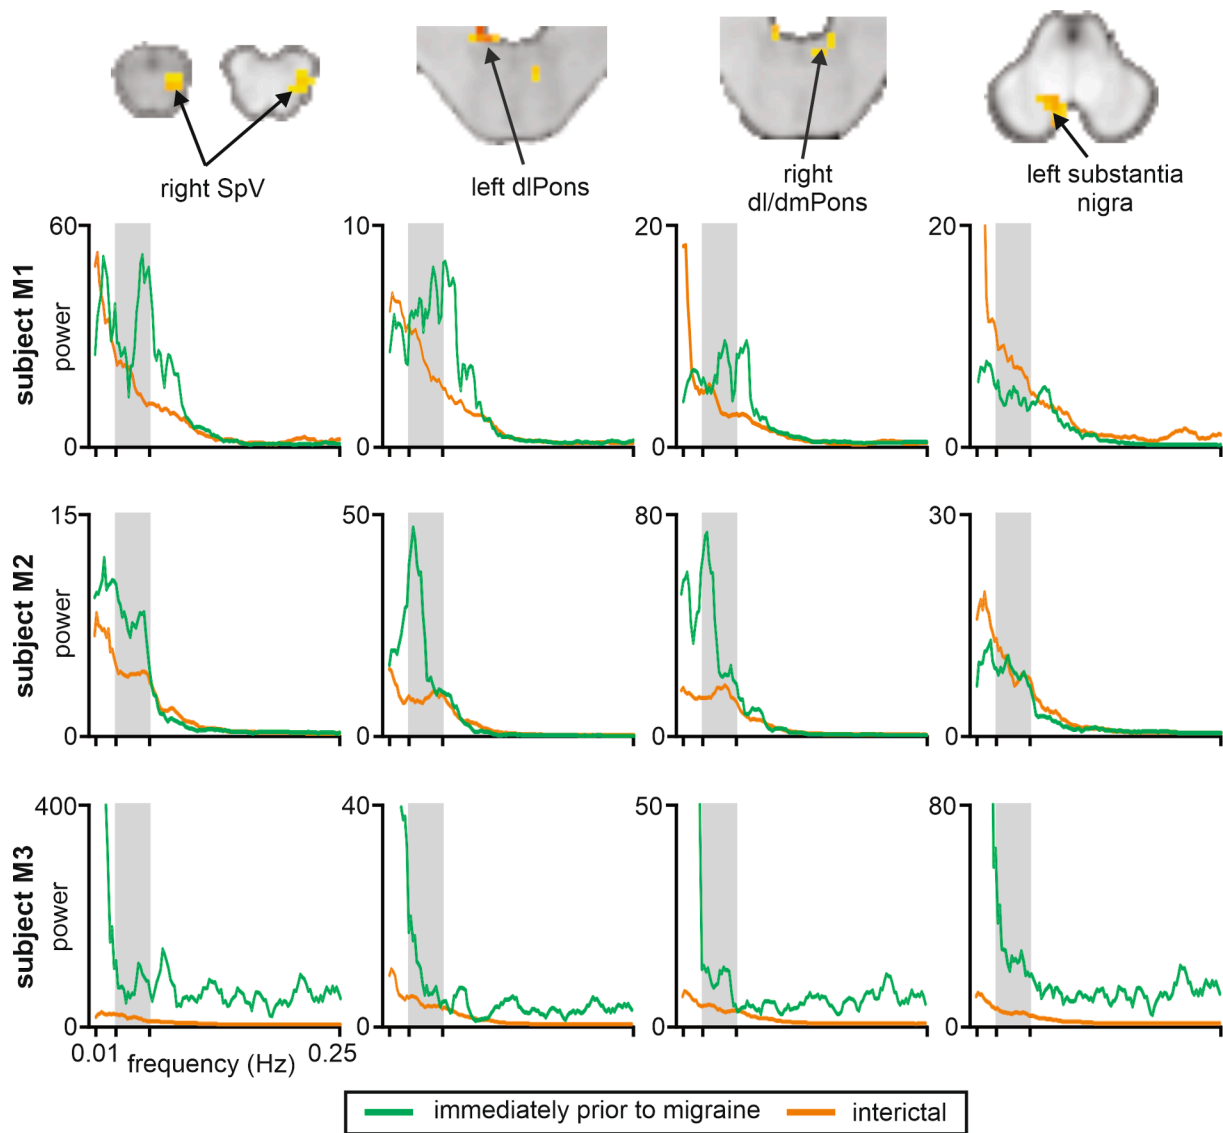 right SpV
left dlPons
right
dl/dmPons
left substantia
nigra
subject M1
power
60
0
10
0
20
0
20
0
subject M2
power
15
0
50
0
80
0
30
0
subject M3
power
400
0
40
0
50
0
80
0
0.01 frequency (Hz) 0.25
immediately prior to migraine interictal